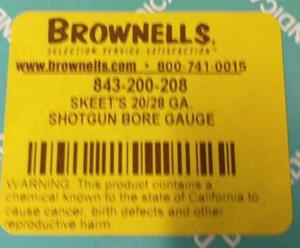 BROWNELLS.
SELECTION. SERVICE. SATISFACTION.™
www.brownells.com • 800-741-0015
843-200-208
SKEET'S 20/28 GA.
SHOTGUN BORE GAUGE
WARNING: This product contains a
chemical known to the state of California to
cause cancer, birth defects and other
reproductive harm.